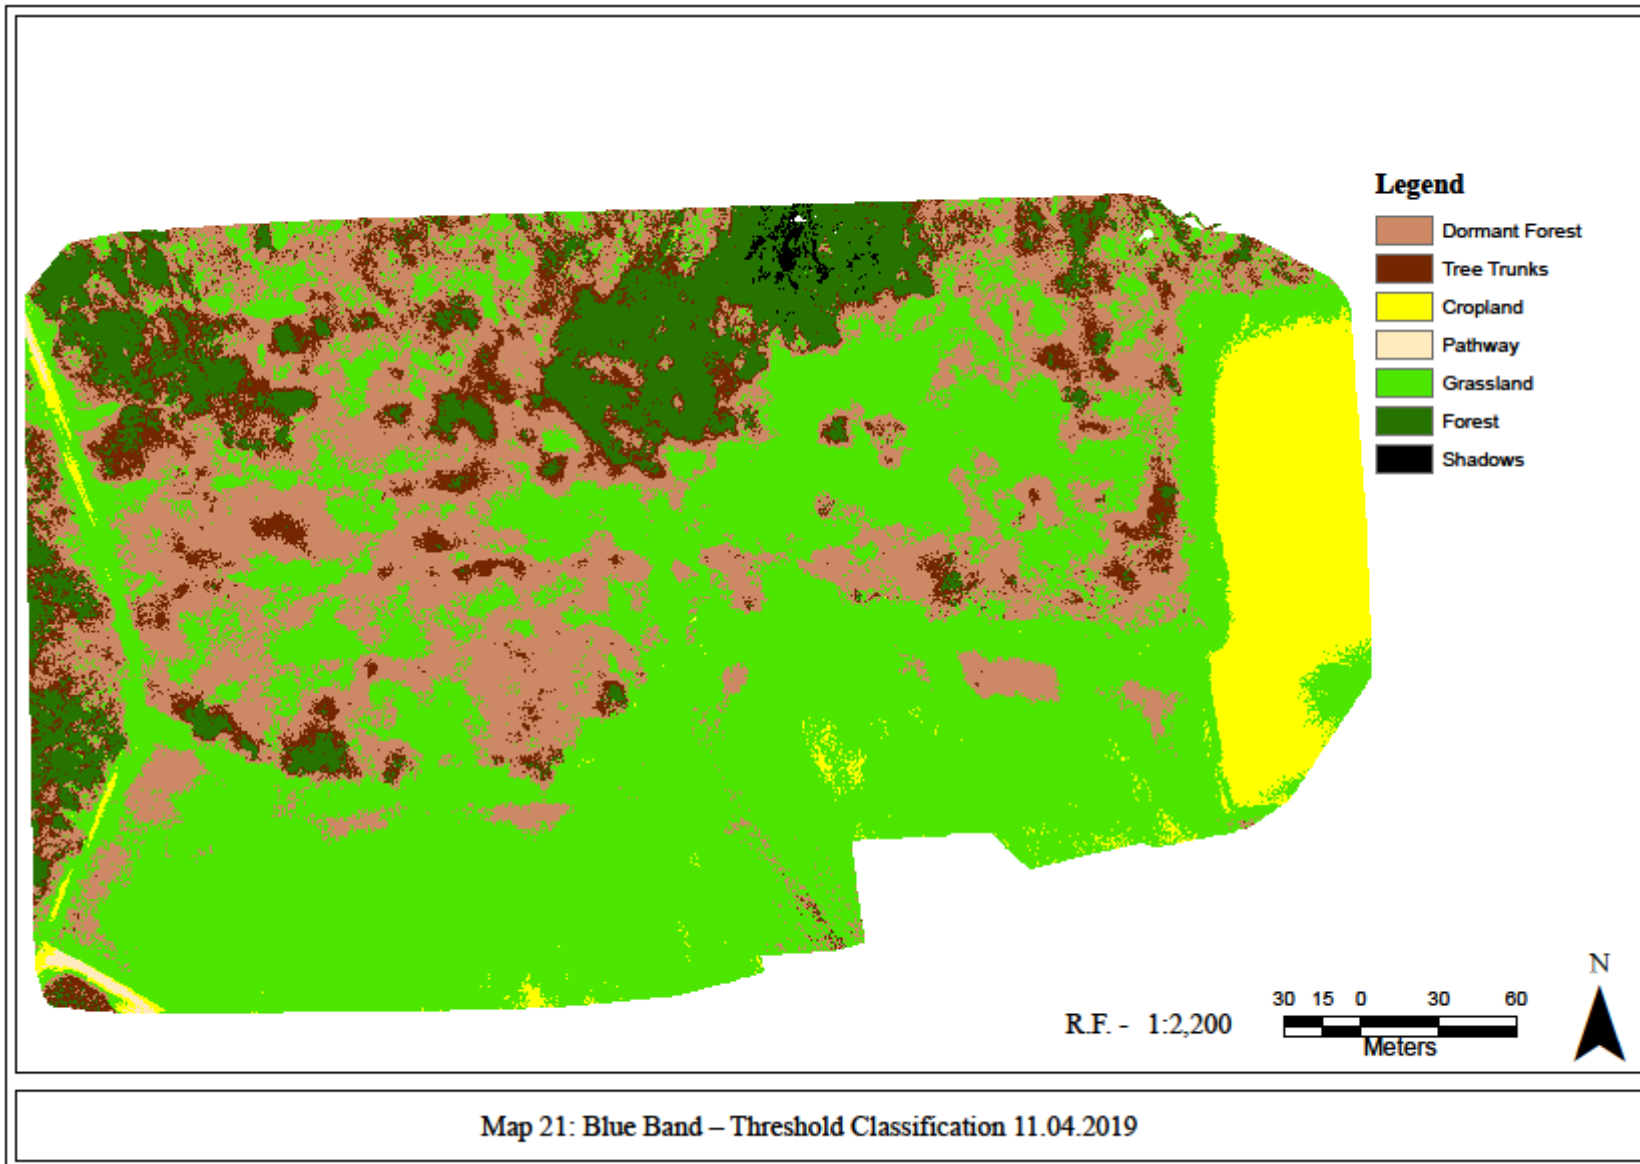 Legend
Dormant Forest
Tree Trunks
Cropland
Pathway
Grassland
Forest
Shadows
N
30 15 0 30 60
R.F. - 1:2,200
Meters
Map 21: Blue Band – Threshold Classification 11.04.2019